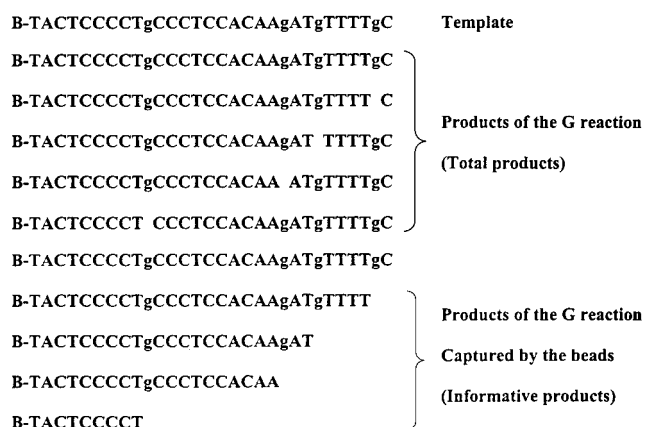 B-TACTCCCCTgCCCTCCACAAgATgTTTTgC Template
B-TACTCCCCTgCCCTCCACAAgATgTTTTgC
B-TACTCCCCTgCCCTCCACAAgATgTTTT C
B-TACTCCCCTgCCCTCCACAAgAT TTTTgC
B-TACTCCCCTgCCCTCCACAA ATgTTTTgC
B-TACTCCCCT CCCTCCACAAgATgTTTTgC
Products of the G reaction
(Total products)
B-TACTCCCCTgCCCTCCACAAgATgTTTTgC
B-TACTCCCCTgCCCTCCACAAgATgTTTT
B-TACTCCCCTgCCCTCCACAAgAT
B-TACTCCCCTgCCCTCCACAA
B-TACTCCCCT
Products of the G reaction
Captured by the beads
(Informative products)